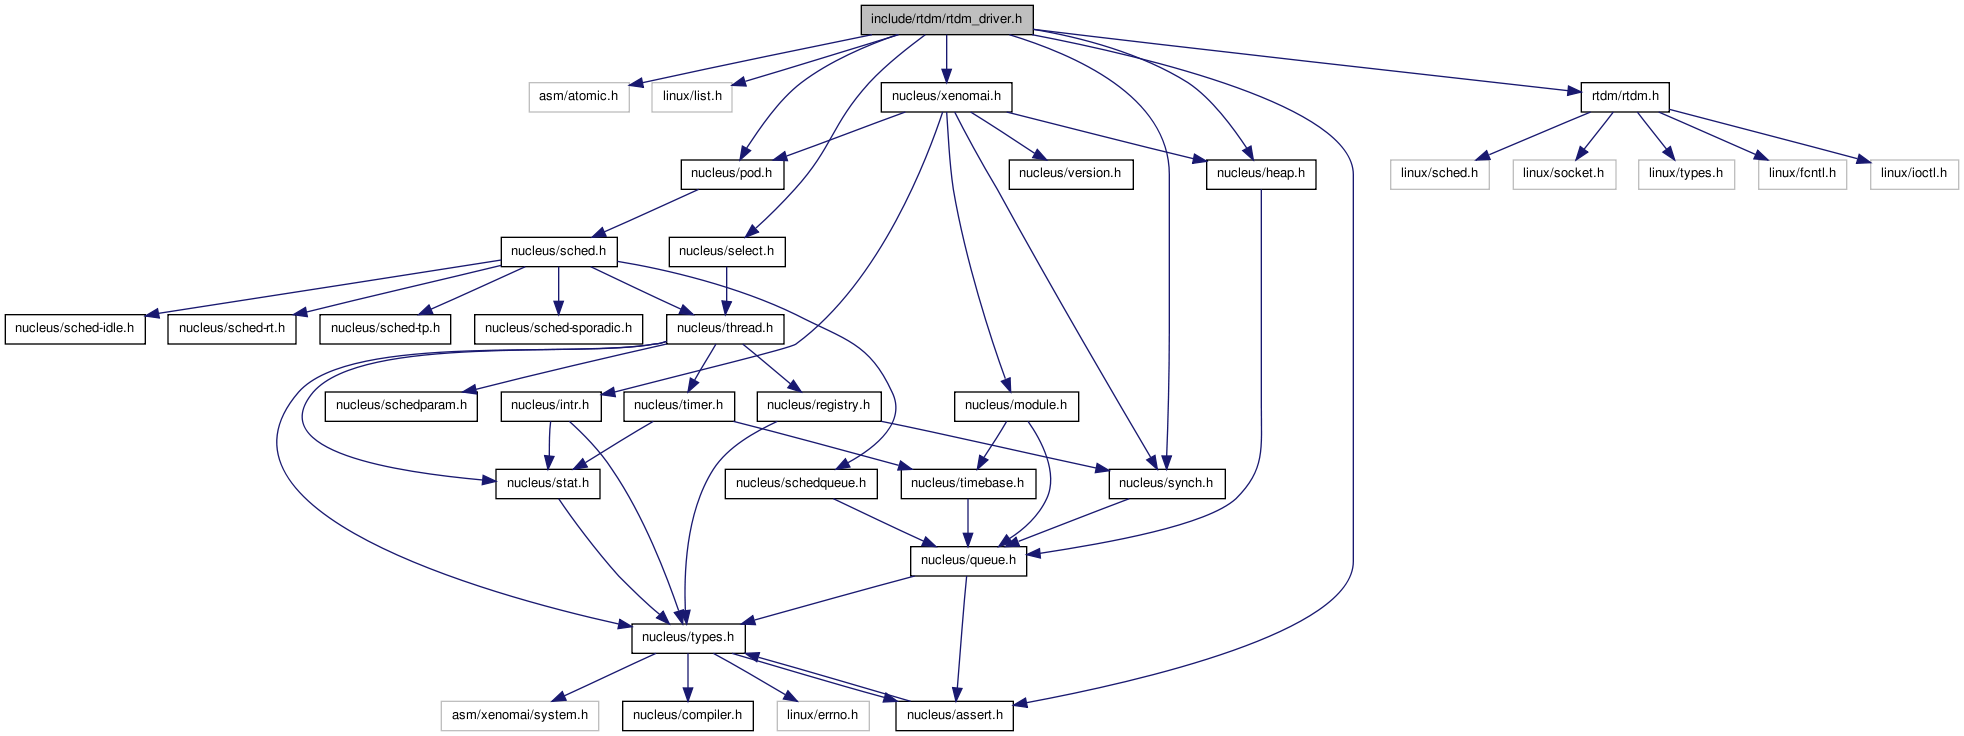 include/rtdm/rtdm_driver.h
asm/atomic.h
linux/list.h
nucleus/xenomai.h
rtdm/rtdm.h
nucleus/pod.h
nucleus/version.h
nucleus/heap.h
linux/sched.h
linux/socket.h
linux/types.h
linux/fcntl.h
linux/ioctl.h
nucleus/sched.h
nucleus/select.h
nucleus/sched-idle.h
nucleus/sched-rt.h
nucleus/sched-tp.h
nucleus/sched-sporadic.h
nucleus/thread.h
nucleus/schedparam.h
nucleus/intr.h
nucleus/timer.h
nucleus/registry.h
nucleus/module.h
nucleus/stat.h
nucleus/schedqueue.h
nucleus/timebase.h
nucleus/synch.h
nucleus/queue.h
nucleus/types.h
asm/xenomai/system.h
nucleus/compiler.h
linux/errno.h
nucleus/assert.h